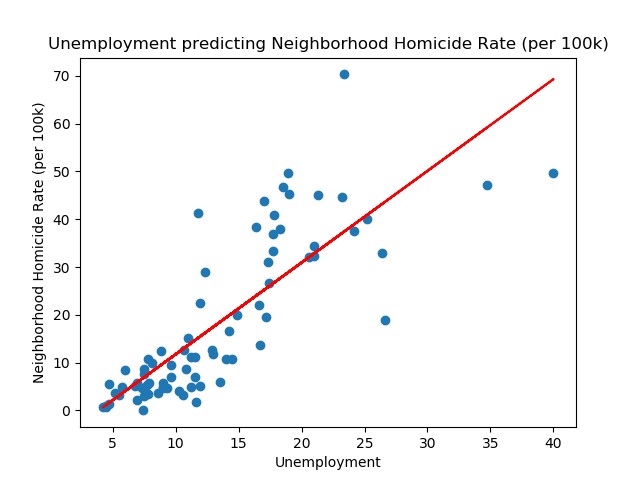 Unemployment predicting Neighborhood Homicide Rate (per 100k)
Neighborhood Homicide Rate (per 100k)
70
60
50
40
30
20
10
0
5 10 15 20 25 30 35 40
Unemployment